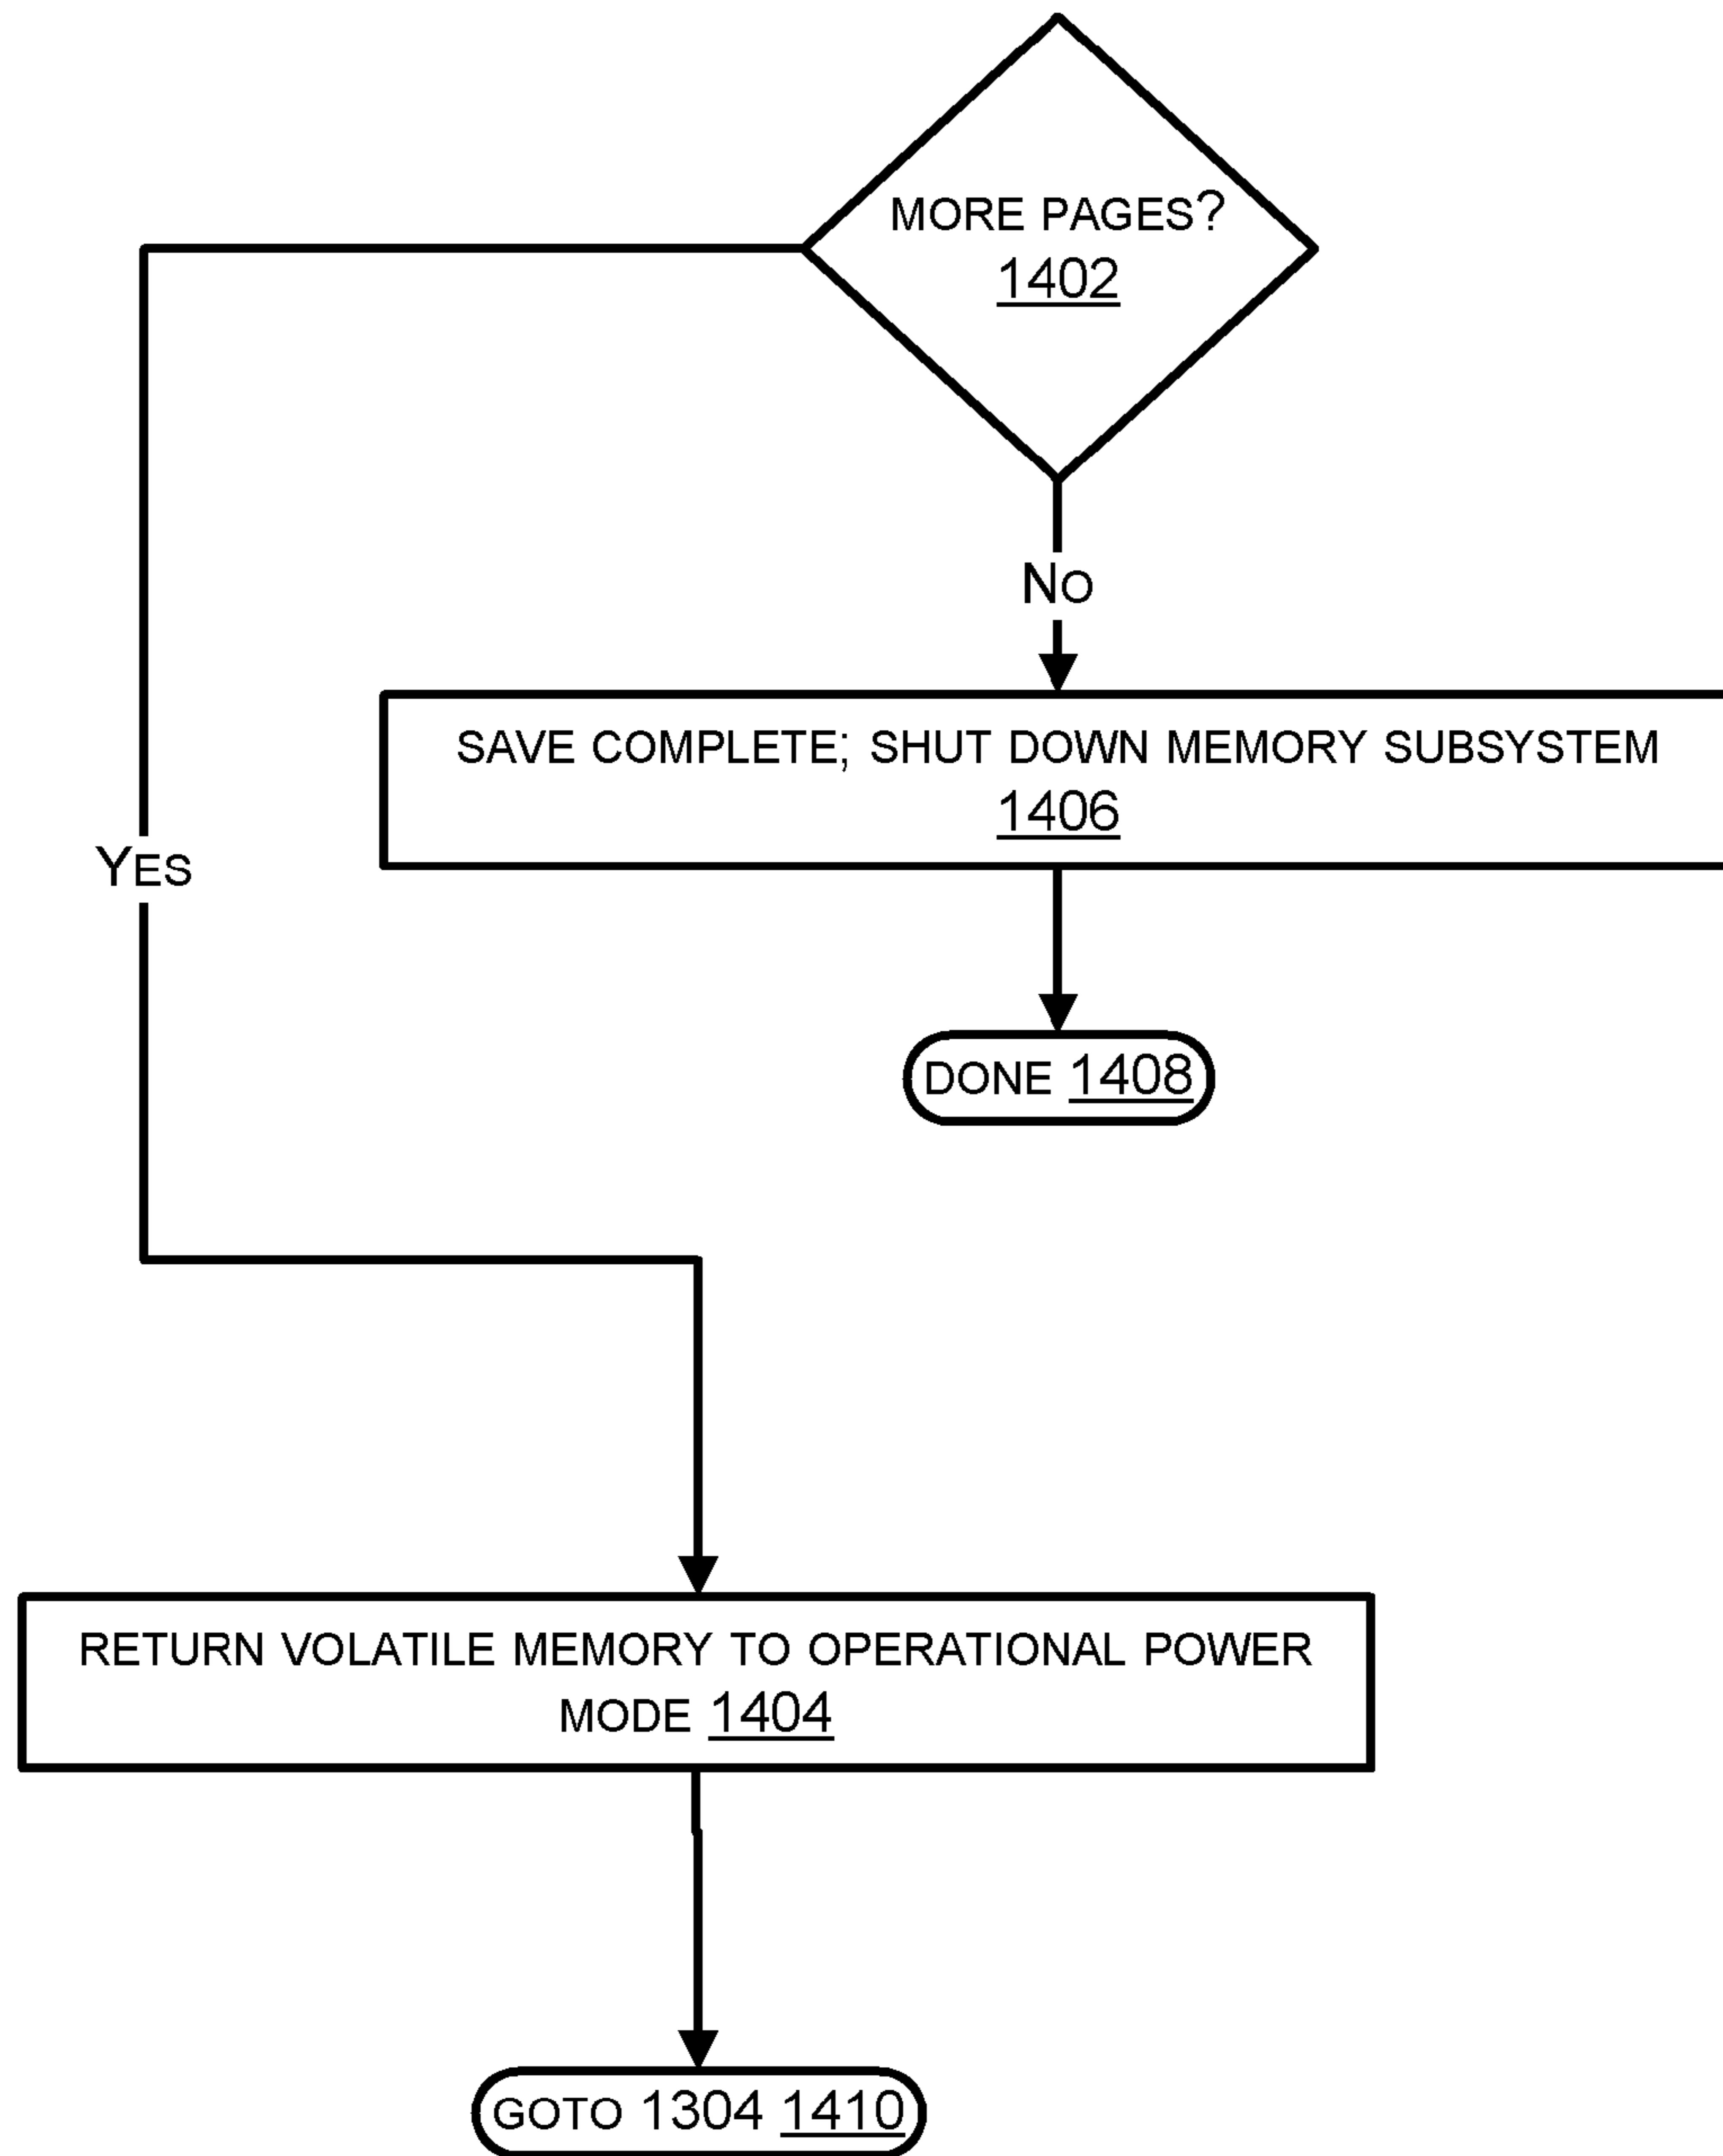 MORE PAGES?
1402
NO
SAVE COMPLETE; SHUT DOWN MEMORY SUBSYSTEM
1406
YES
DONE 1408
RETURN VOLATILE MEMORY TO OPERATIONAL POWER
MODE 1404
GOTO 1304 1410